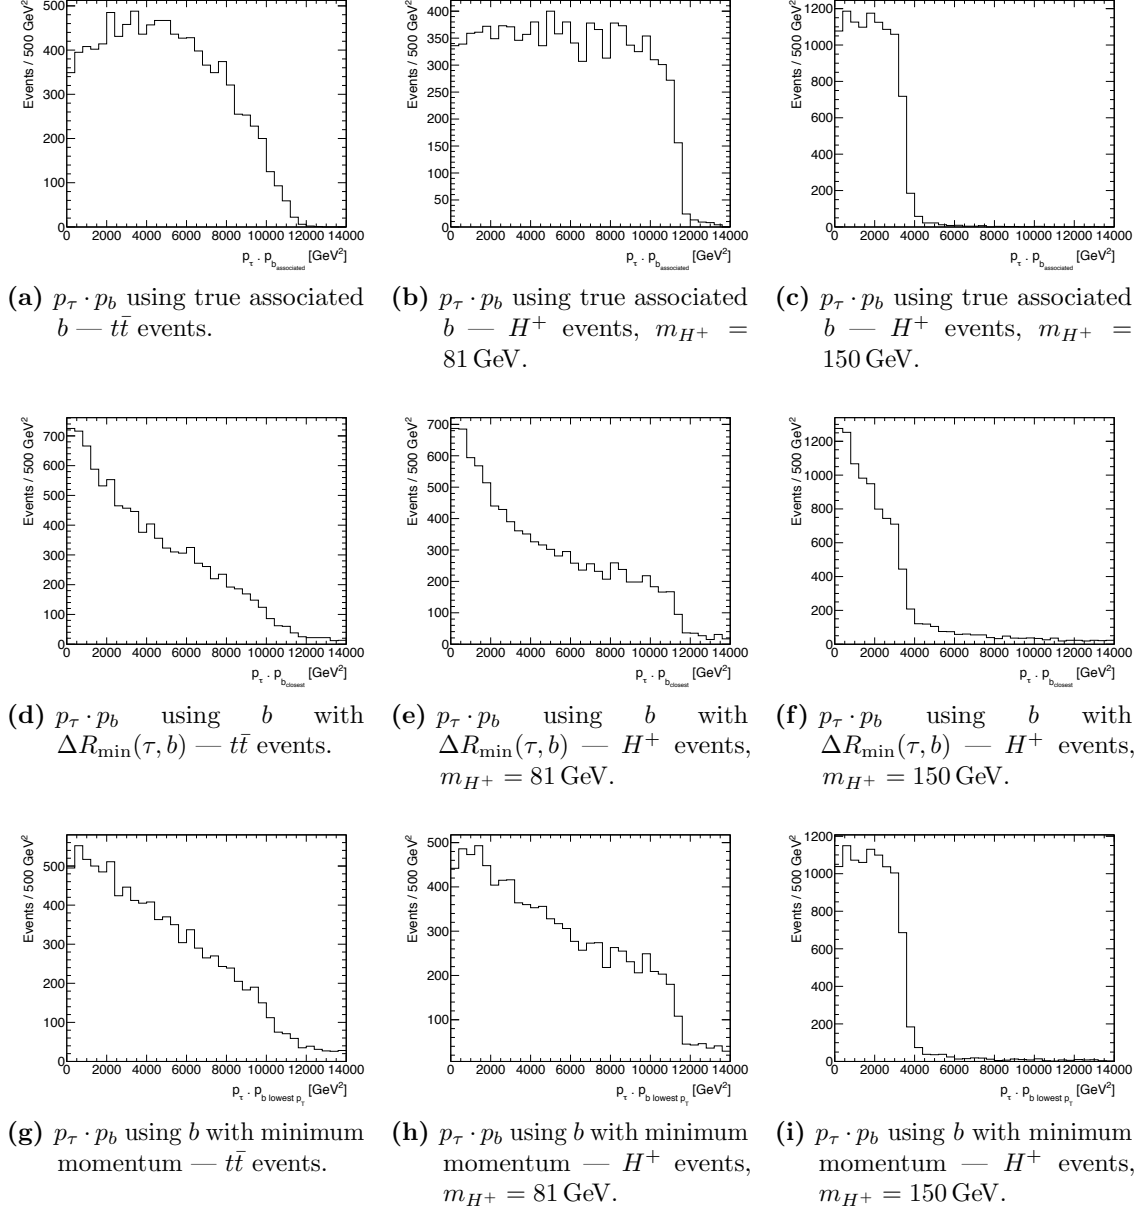 Events / 500 GeV²
500
400
300
200
100
0
0 2000 4000 6000 8000 10000 12000 14000
p_τ . p_b_associated [GeV²]
(a) p_τ · p_b using true associated
b — tt̄ events.
Events / 500 GeV²
400
350
300
250
200
150
100
50
0
0 2000 4000 6000 8000 10000 12000 14000
p_τ . p_b_associated [GeV²]
(b) p_τ · p_b using true associated
b — H⁺ events, m_H⁺ =
81 GeV.
Events / 500 GeV²
1200
1000
800
600
400
200
0
0 2000 4000 6000 8000 10000 12000 14000
p_τ . p_b_associated [GeV²]
(c) p_τ · p_b using true associated
b — H⁺ events, m_H⁺ =
150 GeV.
Events / 500 GeV²
700
600
500
400
300
200
100
0
0 2000 4000 6000 8000 10000 12000 14000
p_τ . p_b_closest [GeV²]
(d) p_τ · p_b using b with
ΔR_min(τ, b) — tt̄ events.
Events / 500 GeV²
700
600
500
400
300
200
100
0
0 2000 4000 6000 8000 10000 12000 14000
p_τ . p_b_closest [GeV²]
(e) p_τ · p_b using b with
ΔR_min(τ, b) — H⁺ events,
m_H⁺ = 81 GeV.
Events / 500 GeV²
1200
1000
800
600
400
200
0
0 2000 4000 6000 8000 10000 12000 14000
p_τ . p_b_closest [GeV²]
(f) p_τ · p_b using b with
ΔR_min(τ, b) — H⁺ events,
m_H⁺ = 150 GeV.
Events / 500 GeV²
500
400
300
200
100
0
0 2000 4000 6000 8000 10000 12000 14000
p_τ . p_b lowest p_T [GeV²]
(g) p_τ · p_b using b with minimum
momentum — tt̄ events.
Events / 500 GeV²
500
400
300
200
100
0 2000 4000 6000 8000 10000 12000 14000
p_τ . p_b lowest p_T [GeV²]
(h) p_τ · p_b using b with minimum
momentum — H⁺ events,
m_H⁺ = 81 GeV.
Events / 500 GeV²
1200
1000
800
600
400
200
0
0 2000 4000 6000 8000 10000 12000 14000
p_τ . p_b lowest p_T [GeV²]
(i) p_τ · p_b using b with minimum
momentum — H⁺ events,
m_H⁺ = 150 GeV.